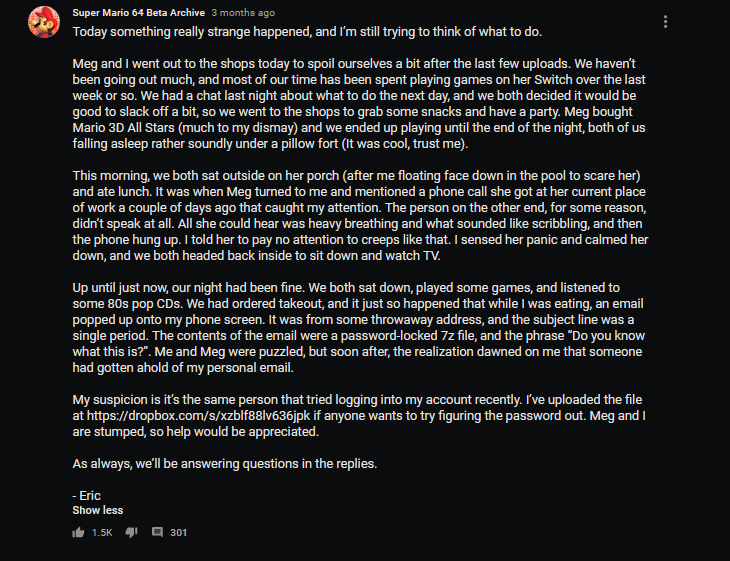 Super Mario 64 Beta Archive 3 months ago
Today something really strange happened, and I'm still trying to think of what to do.
Meg and I went out to the shops today to spoil ourselves a bit after the last few uploads. We haven't
been going out much, and most of our time has been spent playing games on her Switch over the last
week or so. We had a chat last night about what to do the next day, and we both decided it would be
good to slack off a bit, so we went to the shops to grab some snacks and have a party. Meg bought
Mario 3D All Stars (much to my dismay) and we ended up playing until the end of the night, both of us
falling asleep rather soundly under a pillow fort (It was cool, trust me).
This morning, we both sat outside on her porch (after me floating face down in the pool to scare her)
and ate lunch. It was when Meg turned to me and mentioned a phone call she got at her current place
of work a couple of days ago that caught my attention. The person on the other end, for some reason,
didn't speak at all. All she could hear was heavy breathing and what sounded like scribbling, and then
the phone hung up. I told her to pay no attention to creeps like that. I sensed her panic and calmed her
down, and we both headed back inside to sit down and watch TV.
Up until just now, our night had been fine. We both sat down, played some games, and listened to
some 80s pop CDs. We had ordered takeout, and it just so happened that while I was eating, an email
popped up onto my phone screen. It was from some throwaway address, and the subject line was a
single period. The contents of the email were a password-locked 7z file, and the phrase “Do you know
what this is?”. Me and Meg were puzzled, but soon after, the realization dawned on me that someone
had gotten ahold of my personal email.
My suspicion is it's the same person that tried logging into my account recently. I've uploaded the file
at https://dropbox.com/s/xzblf88lv636jpk if anyone wants to try figuring the password out. Meg and I
are stumped, so help would be appreciated.
As always, we'll be answering questions in the replies.
- Eric
Show less
1.5K 301